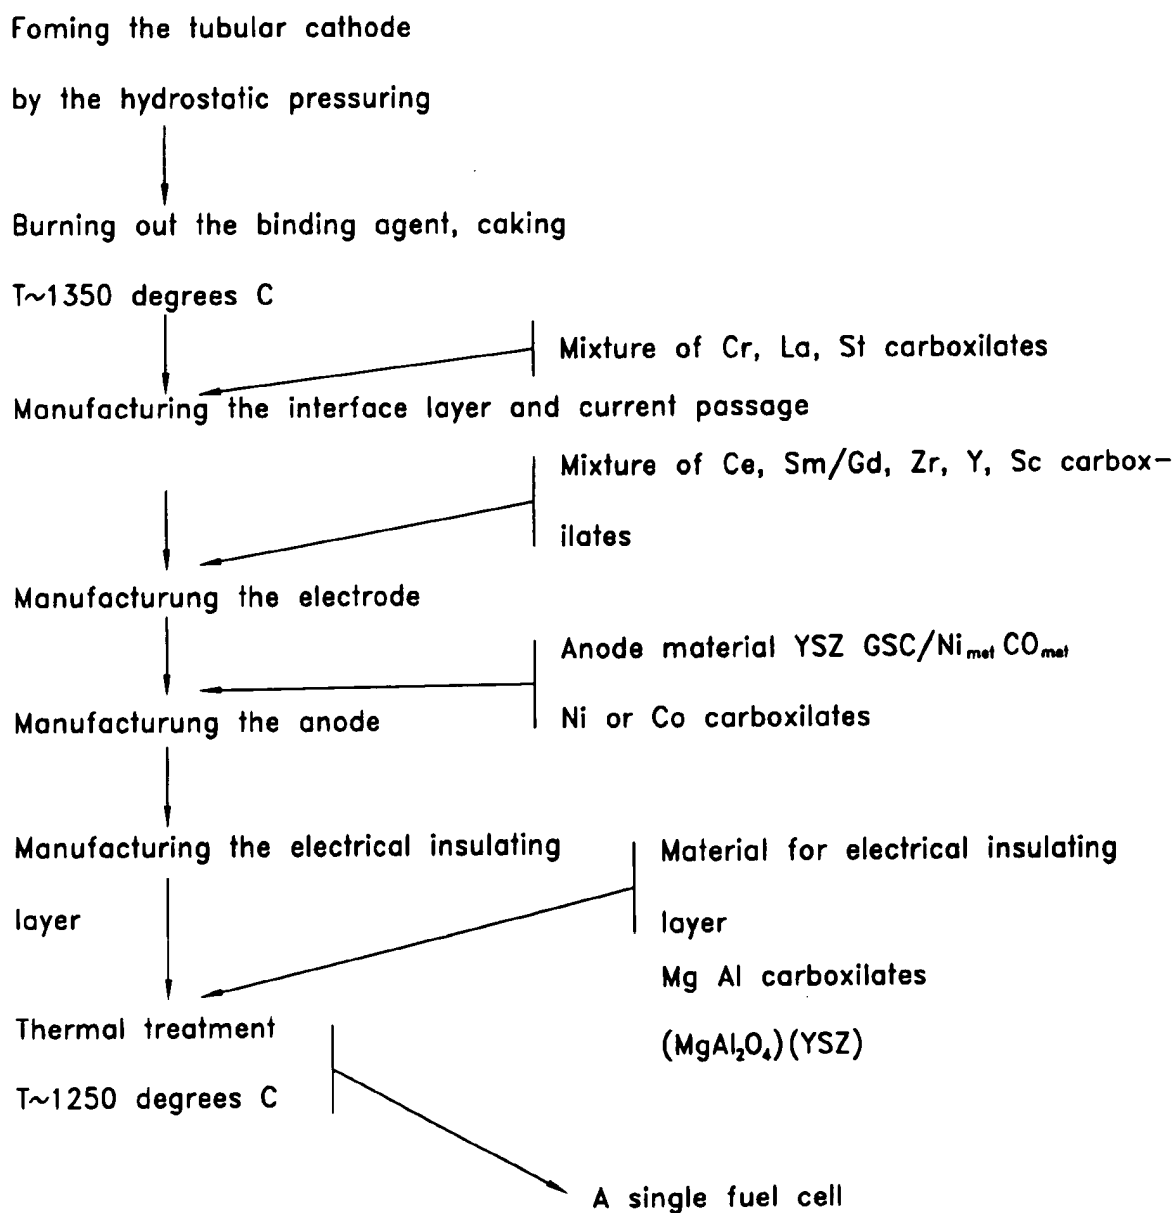 Foming the tubular cathode
by the hydrostatic pressuring
Burning out the binding agent, caking
T~1350 degrees C
Mixture of Cr, La, St carboxilates
Manufacturing the interface layer and current passage
Mixture of Ce, Sm/Gd, Zr, Y, Sc carbox-
ilates
Manufacturung the electrode
Anode material YSZ GSC/Ni_met CO_met
Ni or Co carboxilates
Manufacturung the anode
Manufacturing the electrical insulating
layer
Material for electrical insulating
layer
Mg Al carboxilates
(MgAl₂O₄)(YSZ)
Thermal treatment
T~1250 degrees C
A single fuel cell